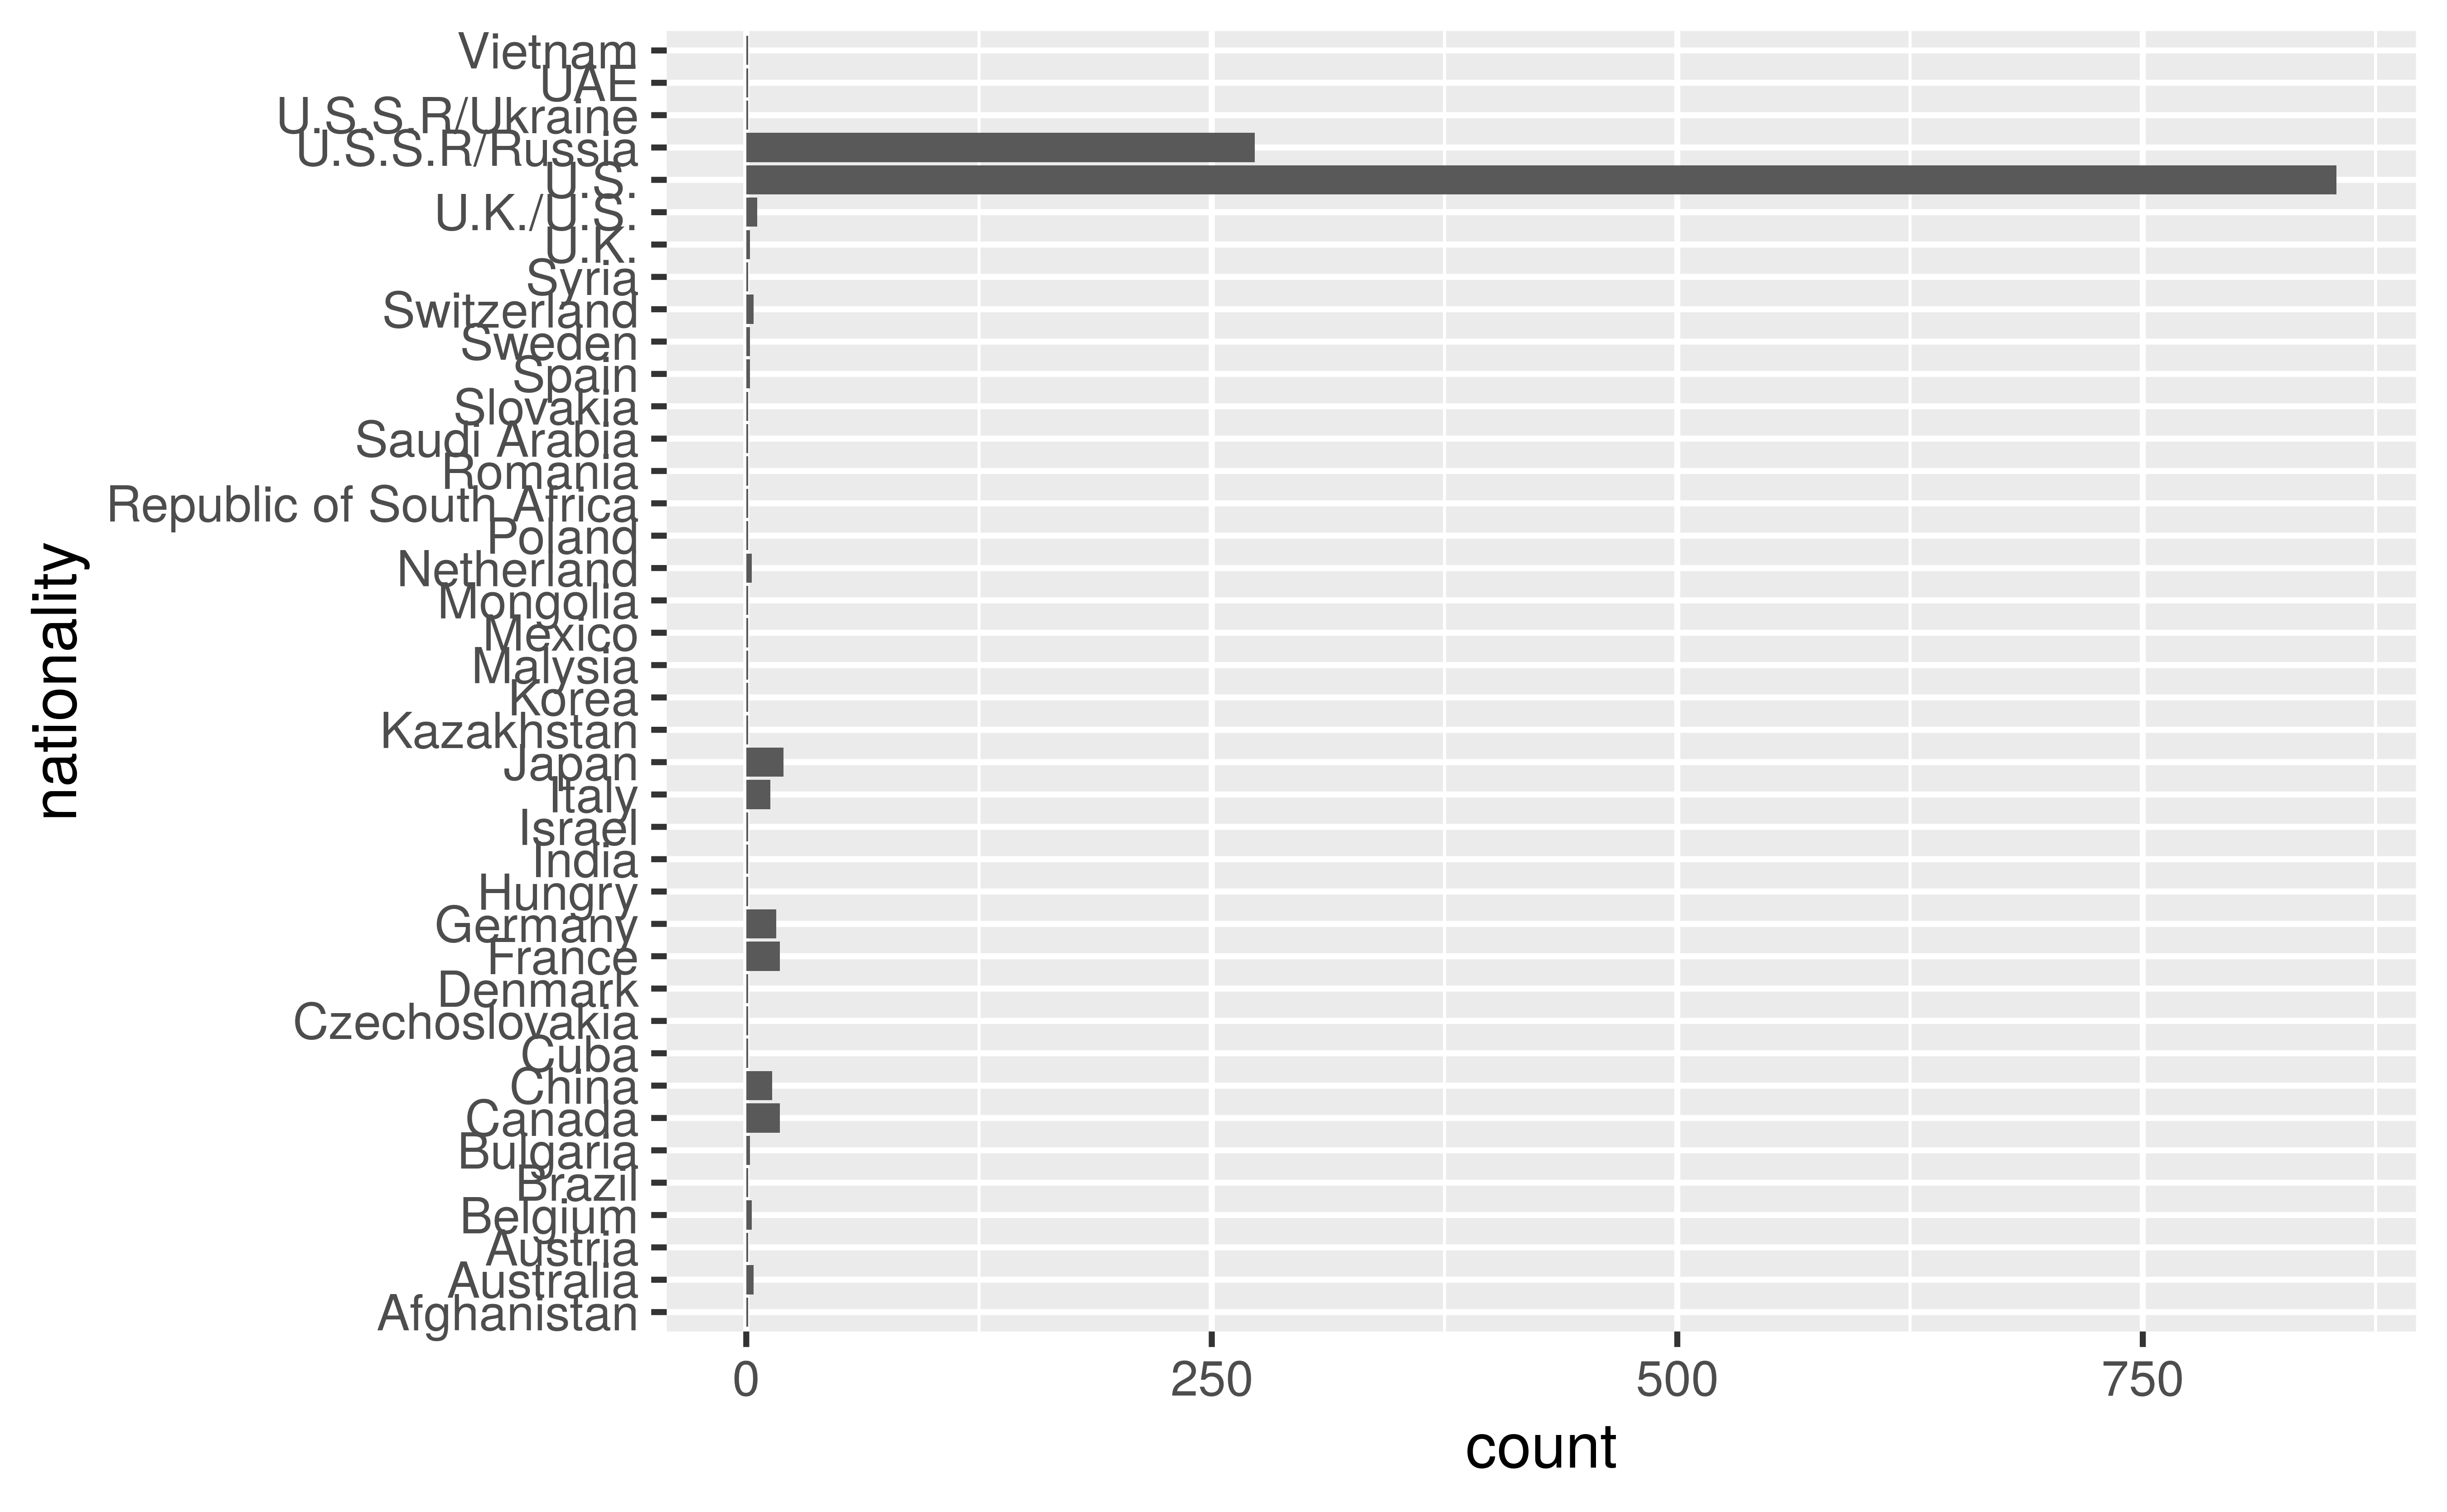 Vietnam
UAE
U.S.S.R/Ukraine
U.S.S.R/Russia
U.S.
U.K./U.S.
U.K.
Syria
Switzerland
Sweden
Spain
Slovakia
Saudi Arabia
Romania
Republic of South Africa
Poland
Netherland
Mongolia
Mexico
Malysia
Korea
Kazakhstan
Japan
Italy
Israel
India
Hungry
Germany
France
Denmark
Czechoslovakia
Cuba
China
Canada
Bulgaria
Brazil
Belgium
Austria
Australia
Afghanistan
nationality
0 250 500 750
count